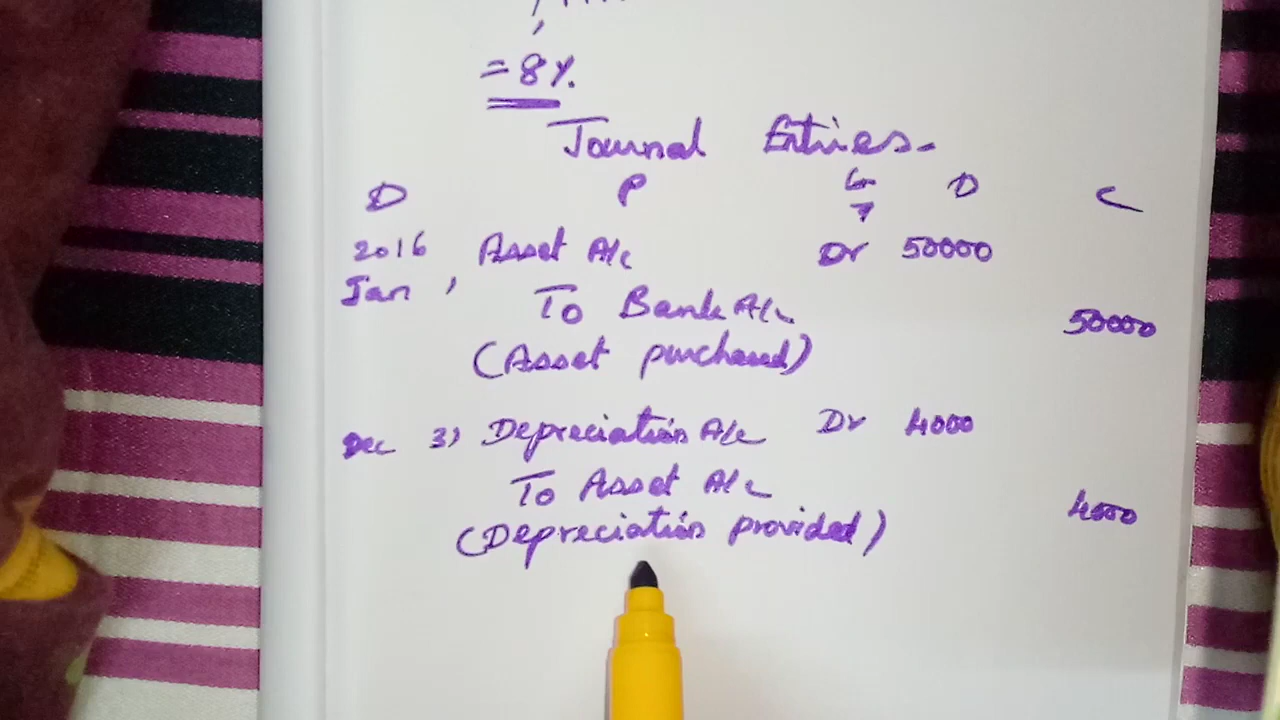 = 8%.
Journal Entries.
D P D C
2016 Asset A/c Dr 50000
Jan 1
To Bank A/c 50000
(Asset purchased)
Dec 31 Depreciation A/c Dr 4000
To Asset A/c
(Depreciation provided) 4000